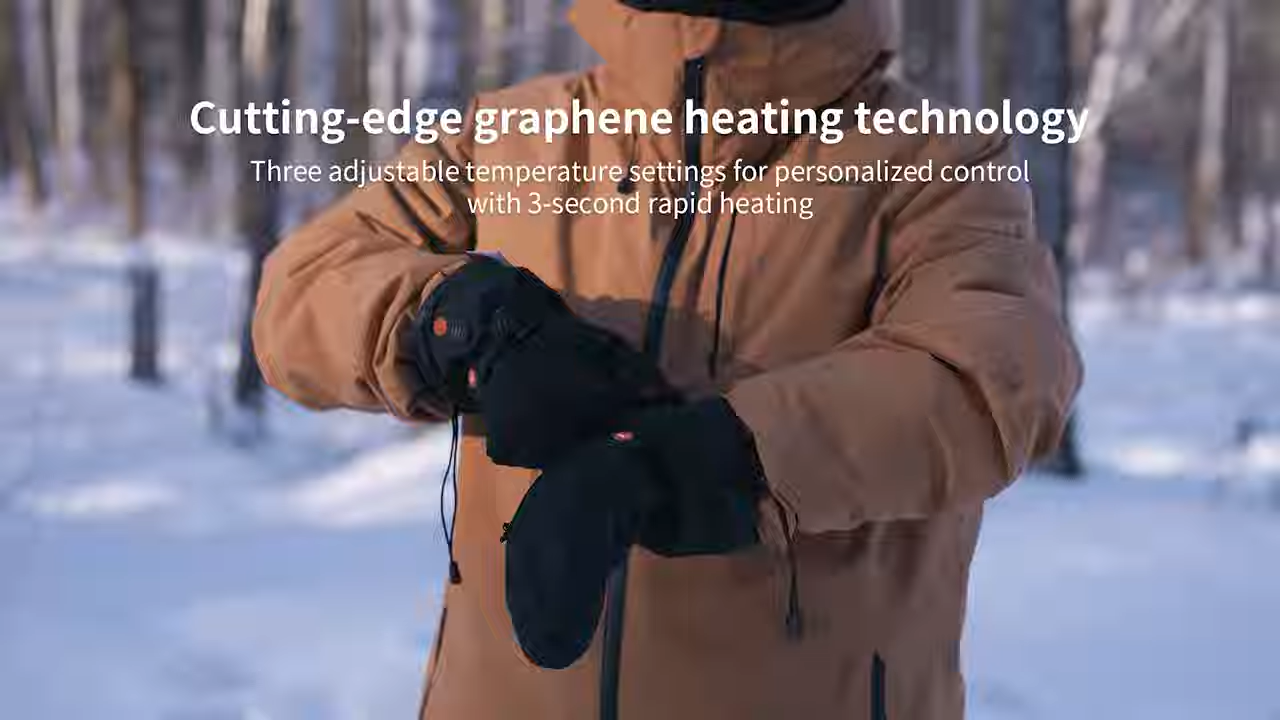 Cutting-edge graphene heating technology
Three adjustable temperature settings for personalized control
with 3-second rapid heating